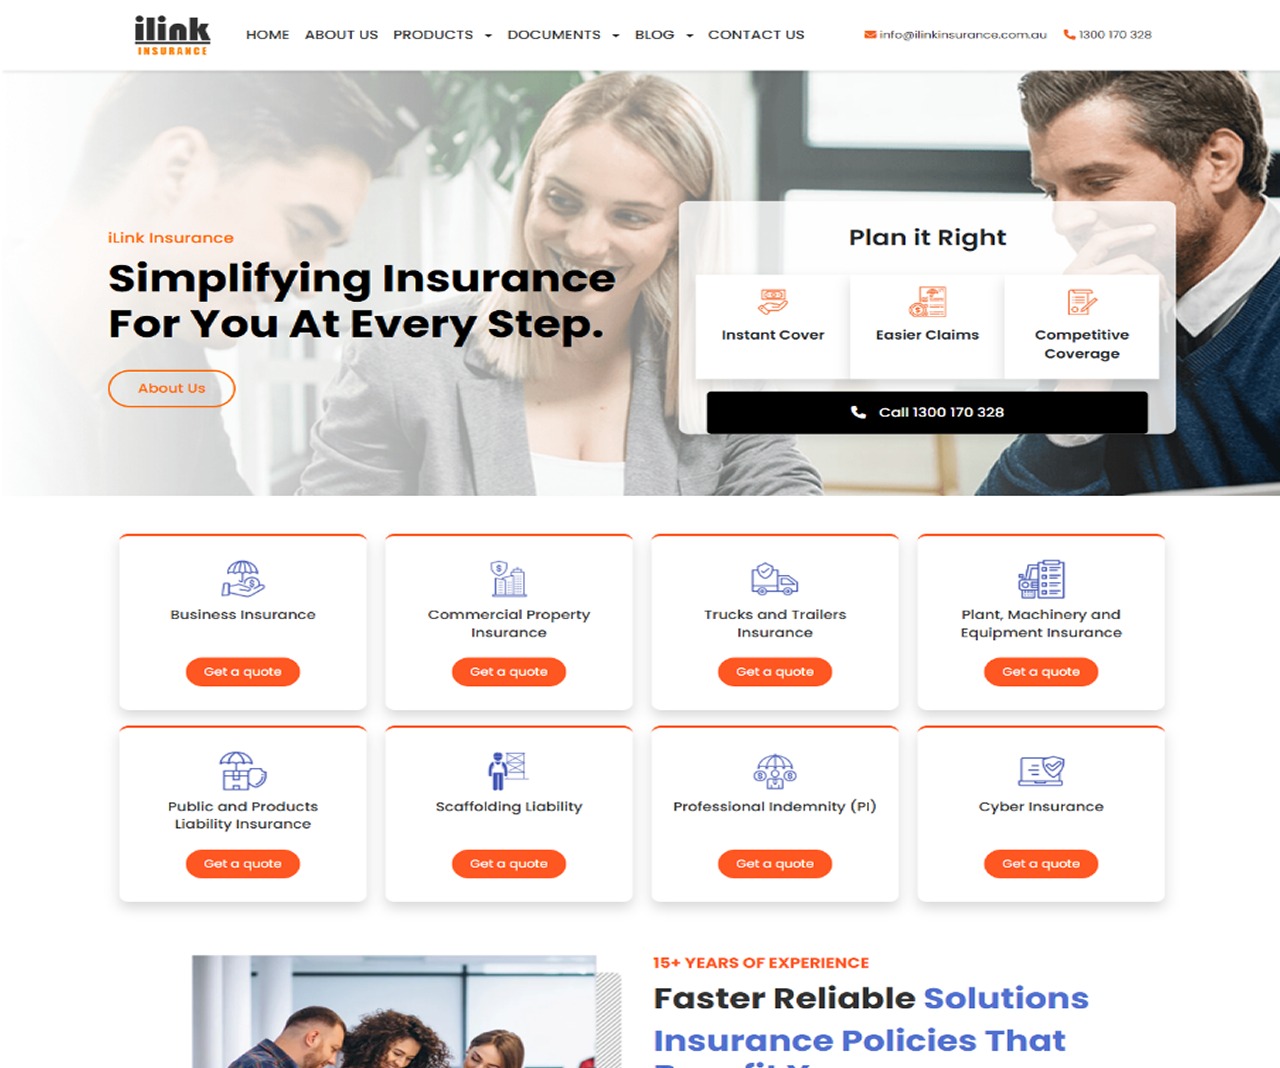 ilink
INSURANCE
HOME ABOUT US PRODUCTS DOCUMENTS BLOG CONTACT US
info@ilinkinsurance.com.au 1300 170 328
iLink Insurance
Simplifying Insurance
For You At Every Step.
About Us
Plan it Right
Instant Cover
Easier Claims
Competitive
Coverage
Call 1300 170 328
Business Insurance
Get a quote
Commercial Property
Insurance
Get a quote
Trucks and Trailers
Insurance
Get a quote
Plant, Machinery and
Equipment Insurance
Get a quote
Public and Products
Liability Insurance
Get a quote
Scaffolding Liability
Get a quote
Professional Indemnity (PI)
Get a quote
Cyber Insurance
Get a quote
15+ YEARS OF EXPERIENCE
Faster Reliable Solutions
Insurance Policies That